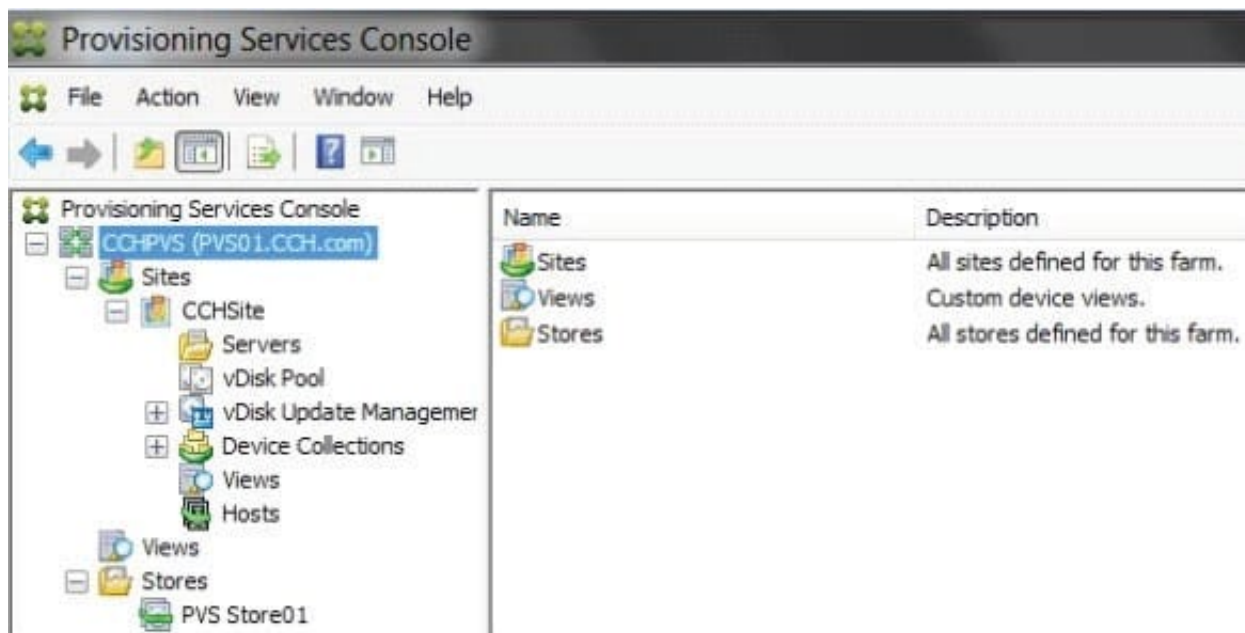 Provisioning Services Console
File Action View Window Help
Provisioning Services Console
CCHPVS (PVS01.CCH.com)
Sites
CCHSite
Servers
vDisk Pool
vDisk Update Managemer
Device Collections
Views
Hosts
Views
Stores
PVS Store01
Name Description
Sites All sites defined for this farm.
Views Custom device views.
Stores All stores defined for this farm.